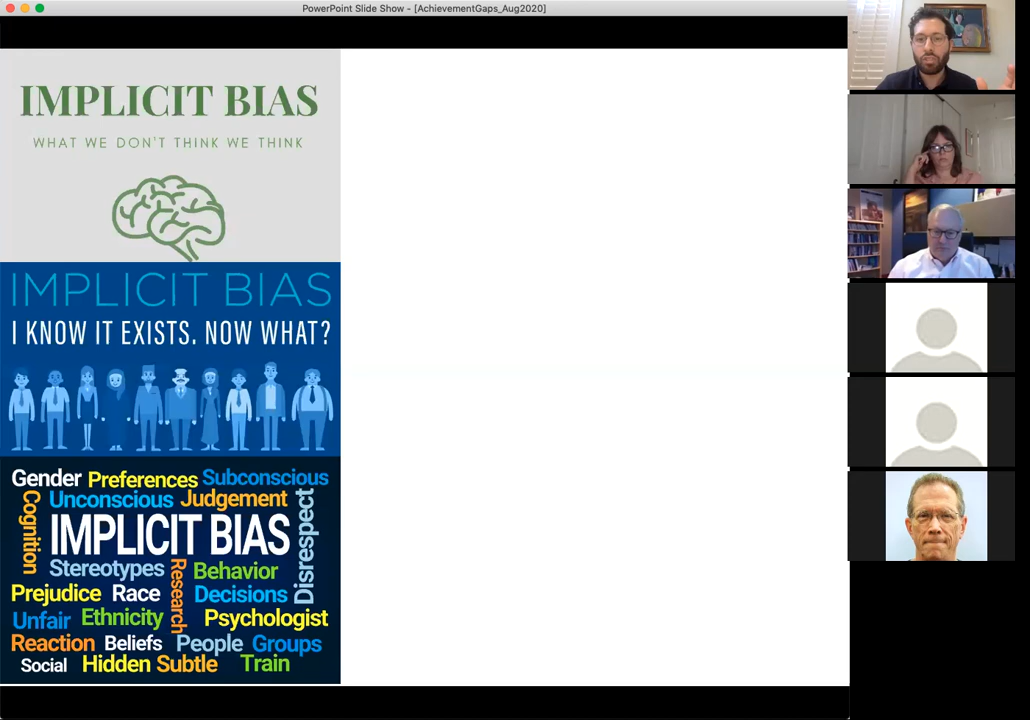 PowerPoint Slide Show - [AchievementGaps_Aug2020]
IMPLICIT BIAS
WHAT WE DON'T THINK WE THINK
IMPLICIT BIAS
I KNOW IT EXISTS. NOW WHAT?
Gender Preferences Subconscious
Cognition Unconscious Judgement
IMPLICIT BIAS Disrespect
Stereotypes Research Behavior
Prejudice Race Decisions
Unfair Ethnicity Psychologist
Reaction Beliefs People Groups
Social Hidden Subtle Train